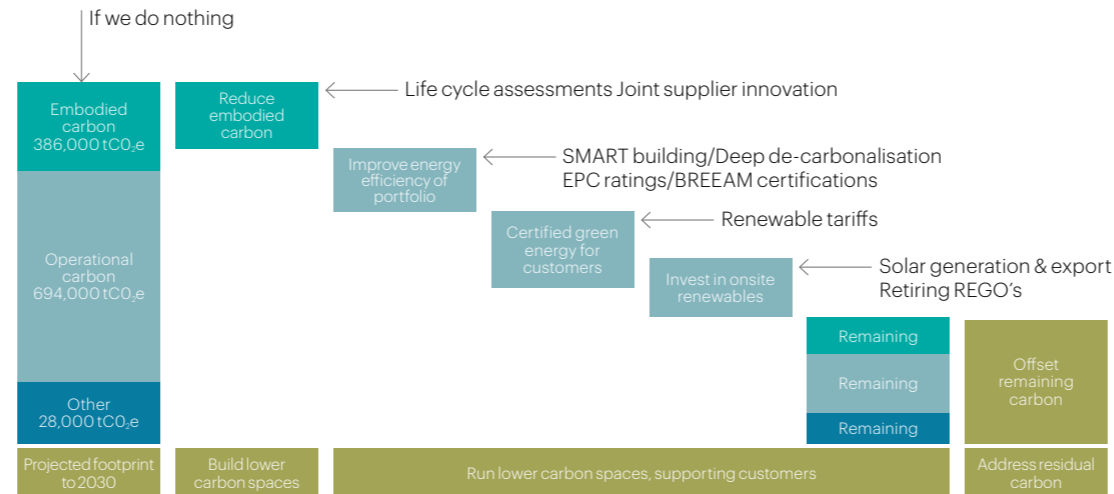 If we do nothing
Embodied
carbon
386,000 tC0₂e
Reduce
embodied
carbon
Life cycle assessments Joint supplier innovation
Improve energy
efficiency of
portfolio
SMART building/Deep de-carbonalisation
EPC ratings/BREEAM certifications
Operational
carbon
694,000 tC0₂e
Certified green
energy for
customers
Renewable tariffs
Invest in onsite
renewables
Solar generation & export
Retiring REGO's
Remaining
Remaining
Remaining
Offset
remaining
carbon
Other
28,000 tC0₂e
Projected footprint
to 2030
Build lower
carbon spaces
Run lower carbon spaces, supporting customers
Address residual
carbon